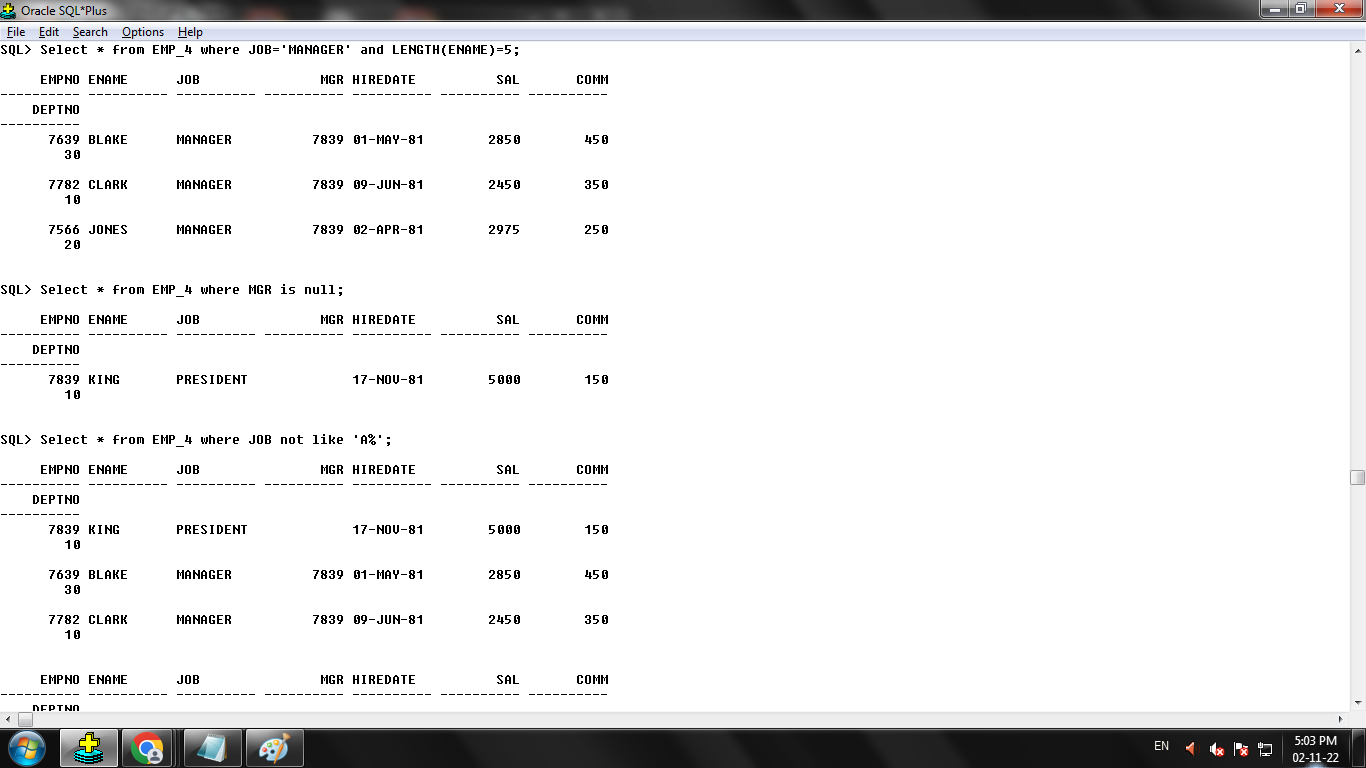 Oracle SQL*Plus
File Edit Search Options Help
SQL> Select * from EMP_4 where JOB='MANAGER' and LENGTH(ENAME)=5;
EMPNO ENAME JOB MGR HIREDATE SAL COMM
---------- ---------- ---------- ---------- ---------- ---------- ----------
DEPTNO
----------
7639 BLAKE MANAGER 7839 01-MAY-81 2850 450
30
7782 CLARK MANAGER 7839 09-JUN-81 2450 350
10
7566 JONES MANAGER 7839 02-APR-81 2975 250
20
SQL> Select * from EMP_4 where MGR is null;
EMPNO ENAME JOB MGR HIREDATE SAL COMM
---------- ---------- ---------- ---------- ---------- ---------- ----------
DEPTNO
----------
7839 KING PRESIDENT 17-NOV-81 5000 150
10
SQL> Select * from EMP_4 where JOB not like 'A%';
EMPNO ENAME JOB MGR HIREDATE SAL COMM
---------- ---------- ---------- ---------- ---------- ---------- ----------
DEPTNO
----------
7839 KING PRESIDENT 17-NOV-81 5000 150
10
7639 BLAKE MANAGER 7839 01-MAY-81 2850 450
30
7782 CLARK MANAGER 7839 09-JUN-81 2450 350
10
EMPNO ENAME JOB MGR HIREDATE SAL COMM
---------- ---------- ---------- ---------- ---------- ---------- ----------
DEPTNO
EN
5:03 PM
02-11-22